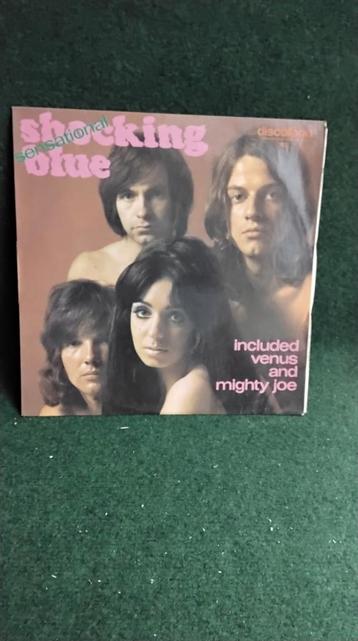 shocking
sensational
blue
discofoon
included
venus
and
mighty joe